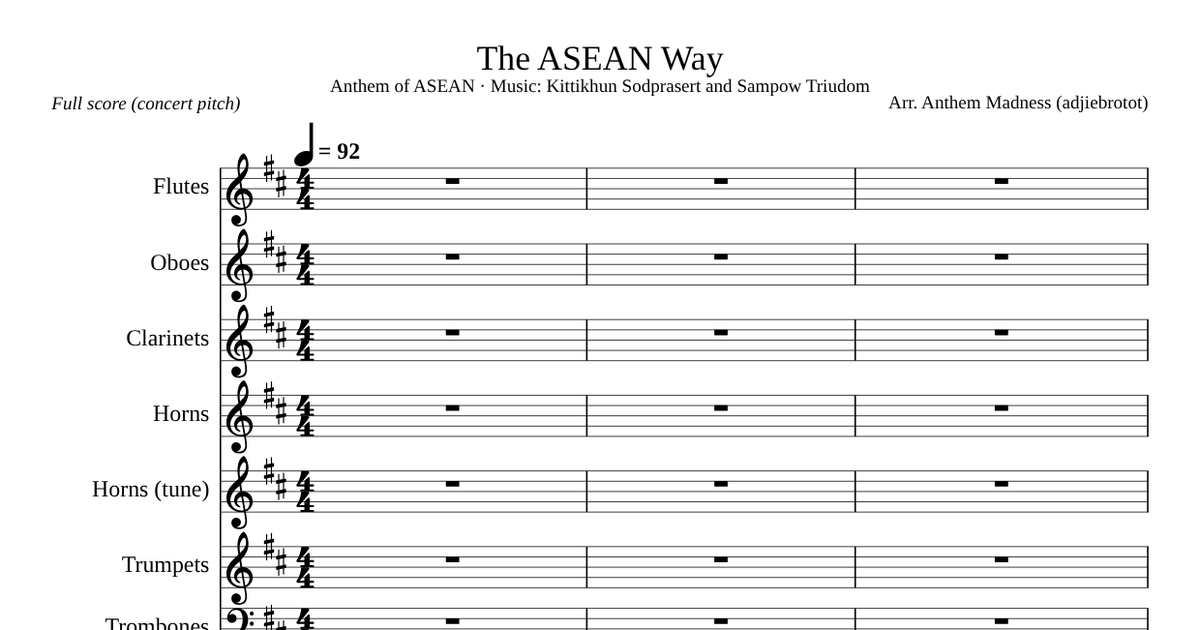 The ASEAN Way
Anthem of ASEAN · Music: Kittikhun Sodprasert and Sampow Triudom
Full score (concert pitch)
Arr. Anthem Madness (adjiebrotot)
= 92
Flutes
Oboes
Clarinets
Horns
Horns (tune)
Trumpets
Trombones